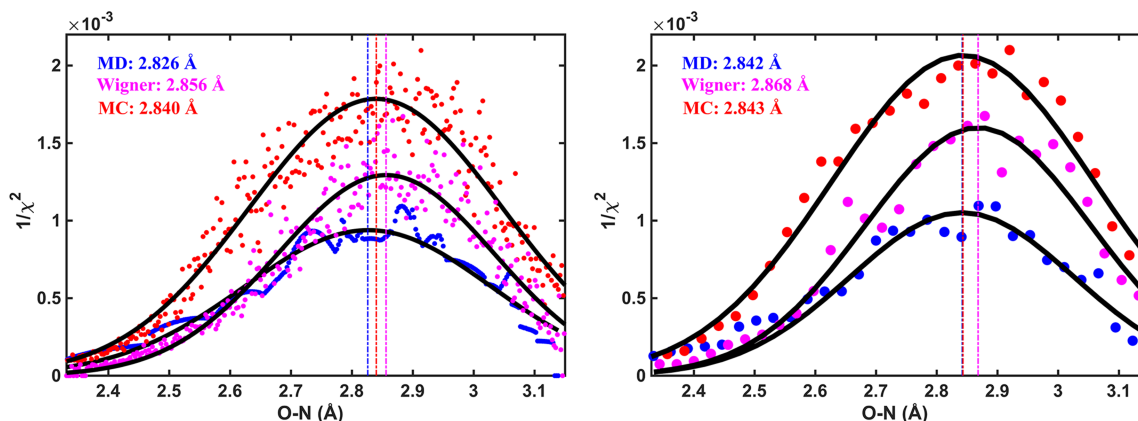 ×10⁻³
2
1.5
1
0.5
0
1/χ²
MD: 2.826 Å
Wigner: 2.856 Å
MC: 2.840 Å
2.4 2.5 2.6 2.7 2.8 2.9 3 3.1
O-N (Å)
×10⁻³
2
1.5
1
0.5
0
1/χ²
MD: 2.842 Å
Wigner: 2.868 Å
MC: 2.843 Å
2.4 2.5 2.6 2.7 2.8 2.9 3 3.1
O-N (Å)